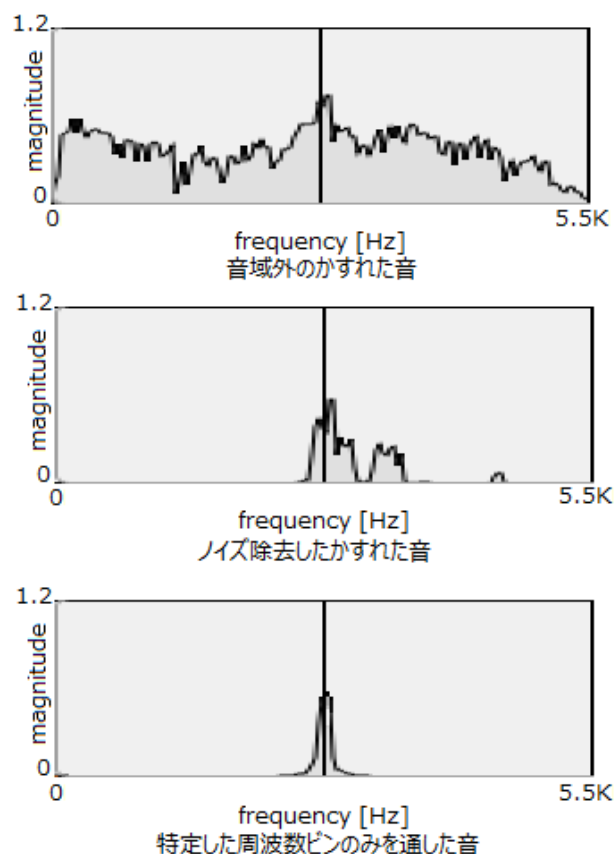 1.2
magnitude
0
0 5.5K
frequency [Hz]
音域外のかすれた音
1.2
magnitude
0
0 5.5K
frequency [Hz]
ノイズ除去したかすれた音
1.2
magnitude
0
0 5.5K
frequency [Hz]
特定した周波数ビンのみを通した音